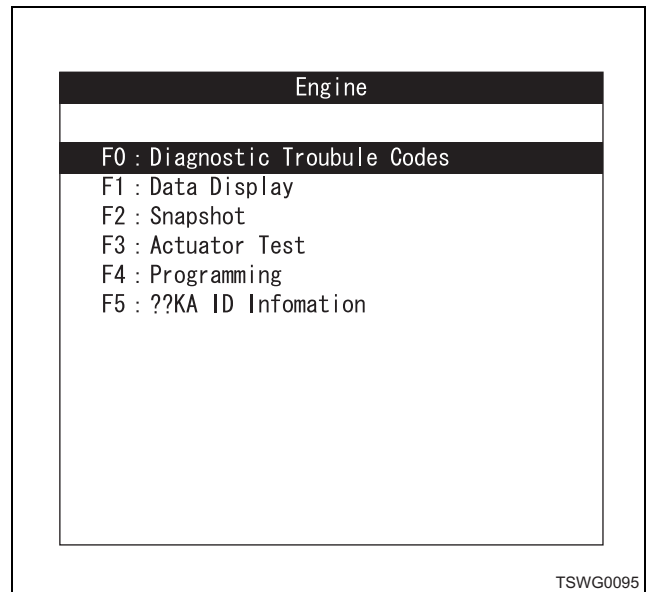 Engine
F0 : Diagnostic Troubule Codes
F1 : Data Display
F2 : Snapshot
F3 : Actuator Test
F4 : Programming
F5 : ??KA ID Infomation
TSWG0095